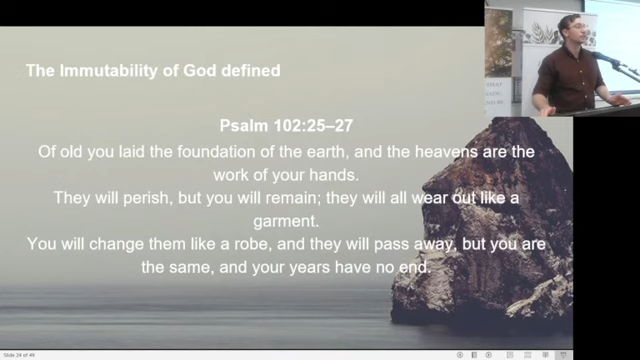 The Immutability of God defined
Psalm 102:25–27
Of old you laid the foundation of the earth, and the heavens are the
work of your hands.
They will perish, but you will remain; they will all wear out like a
garment.
You will change them like a robe, and they will pass away, but you are
the same, and your years have no end.
Slide 34 of 49